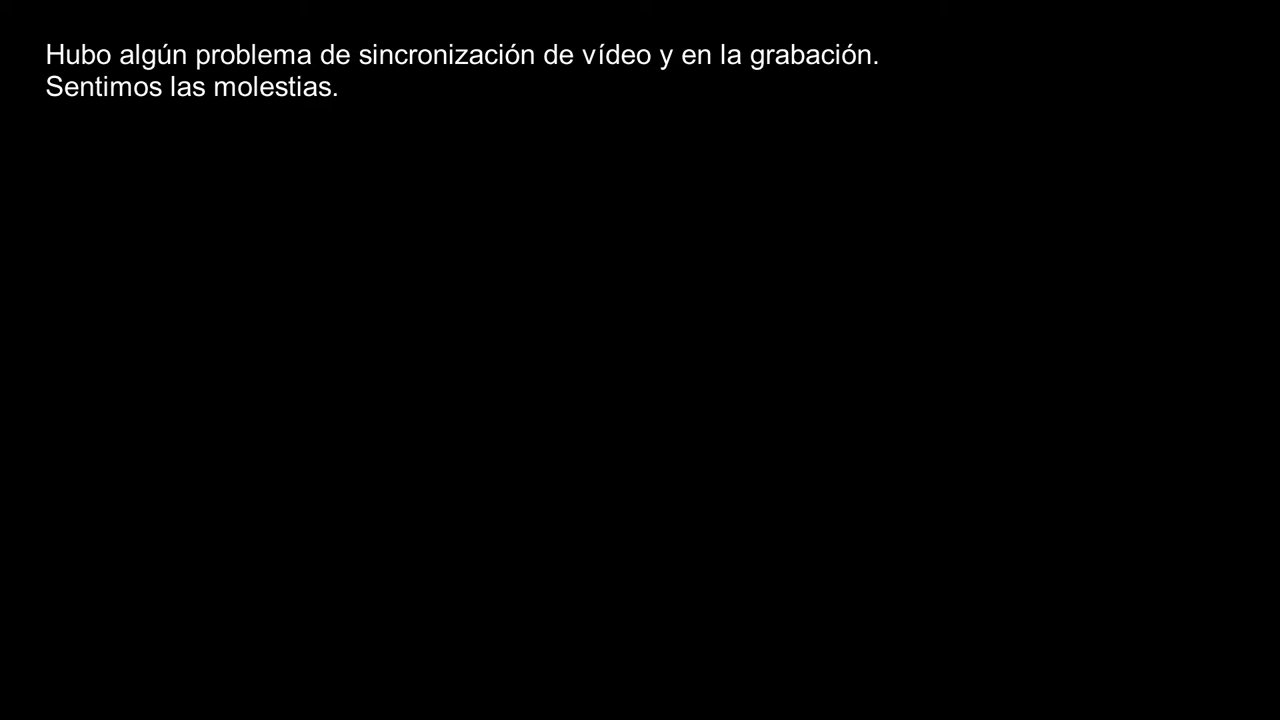 Hubo algún problema de sincronización de vídeo y en la grabación.
Sentimos las molestias.